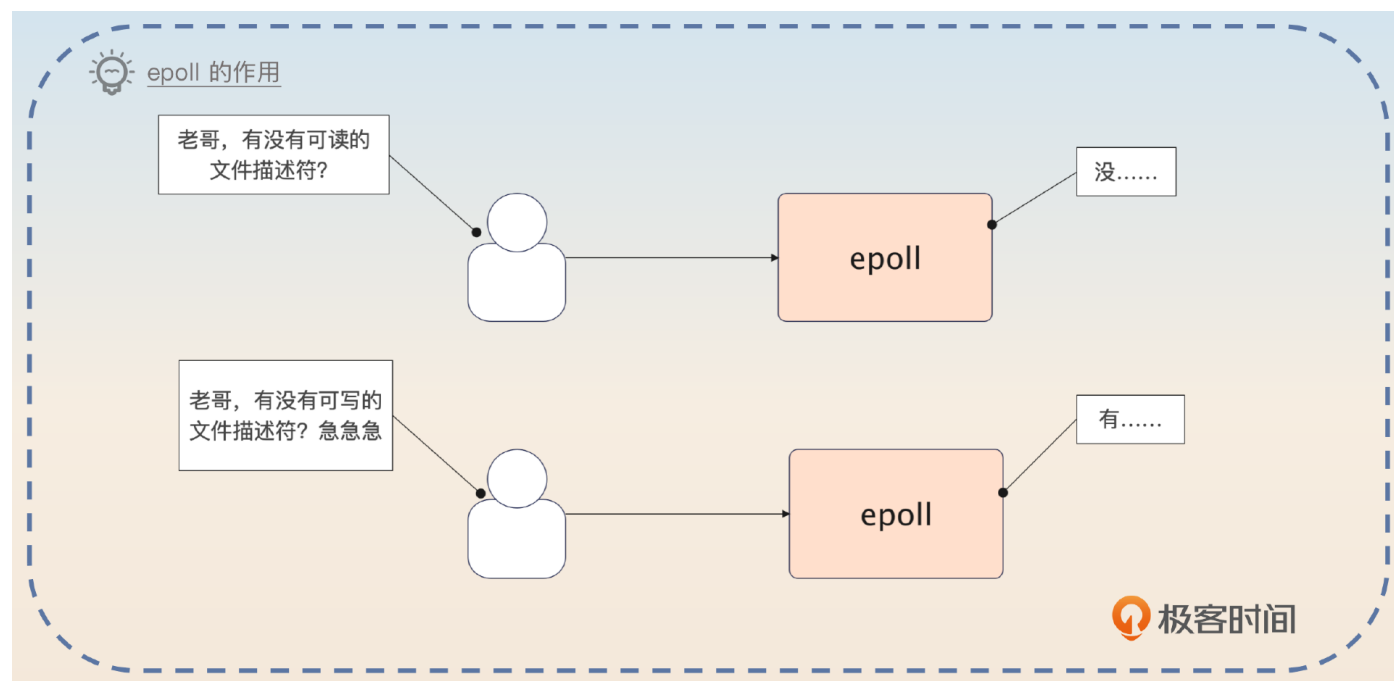 epoll 的作用
老哥，有没有可读的
文件描述符？
没……
epoll
老哥，有没有可写的
文件描述符？急急急
有……
epoll
极客时间